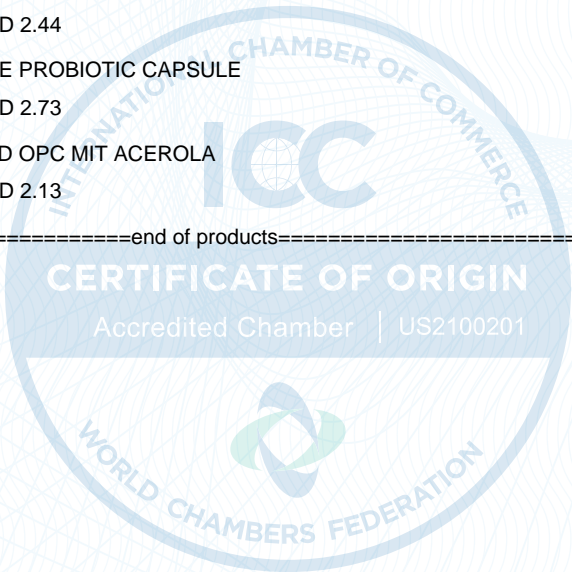 D 2.44
E PROBIOTIC CAPSULE
D 2.73
D OPC MIT ACEROLA
D 2.13
===========end of products========================
INTERNATIONAL CHAMBER OF COMMERCE
ICC
CERTIFICATE OF ORIGIN
Accredited Chamber | US2100201
WORLD CHAMBERS FEDERATION